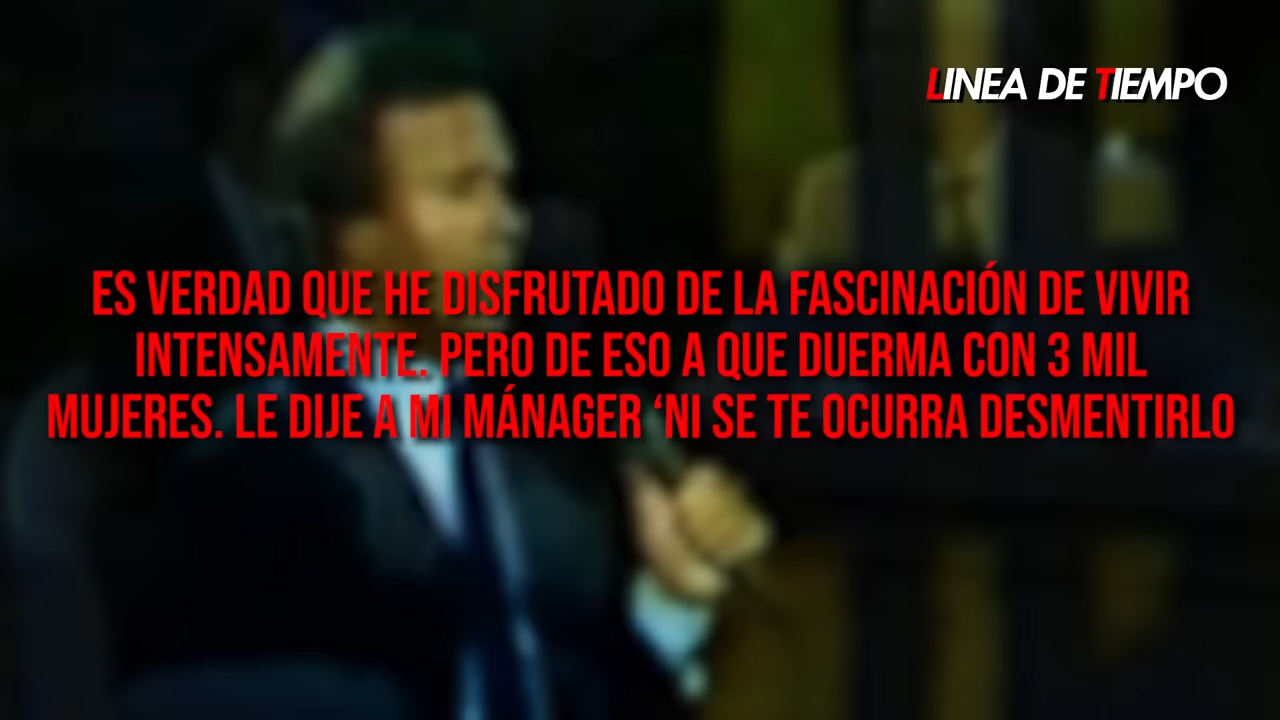 LINEA DE TIEMPO
ES VERDAD QUE HE DISFRUTADO DE LA FASCINACIÓN DE VIVIR
INTENSAMENTE. PERO DE ESO A QUE DUERMA CON 3 MIL
MUJERES. LE DIJE A MI MÁNAGER ‘NI SE TE OCURRA DESMENTIRLO